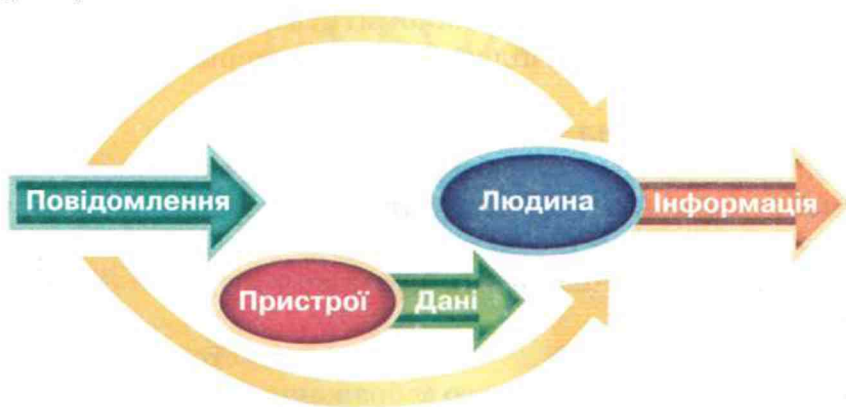 Повідомлення
Людина
Інформація
Пристрої
Дані